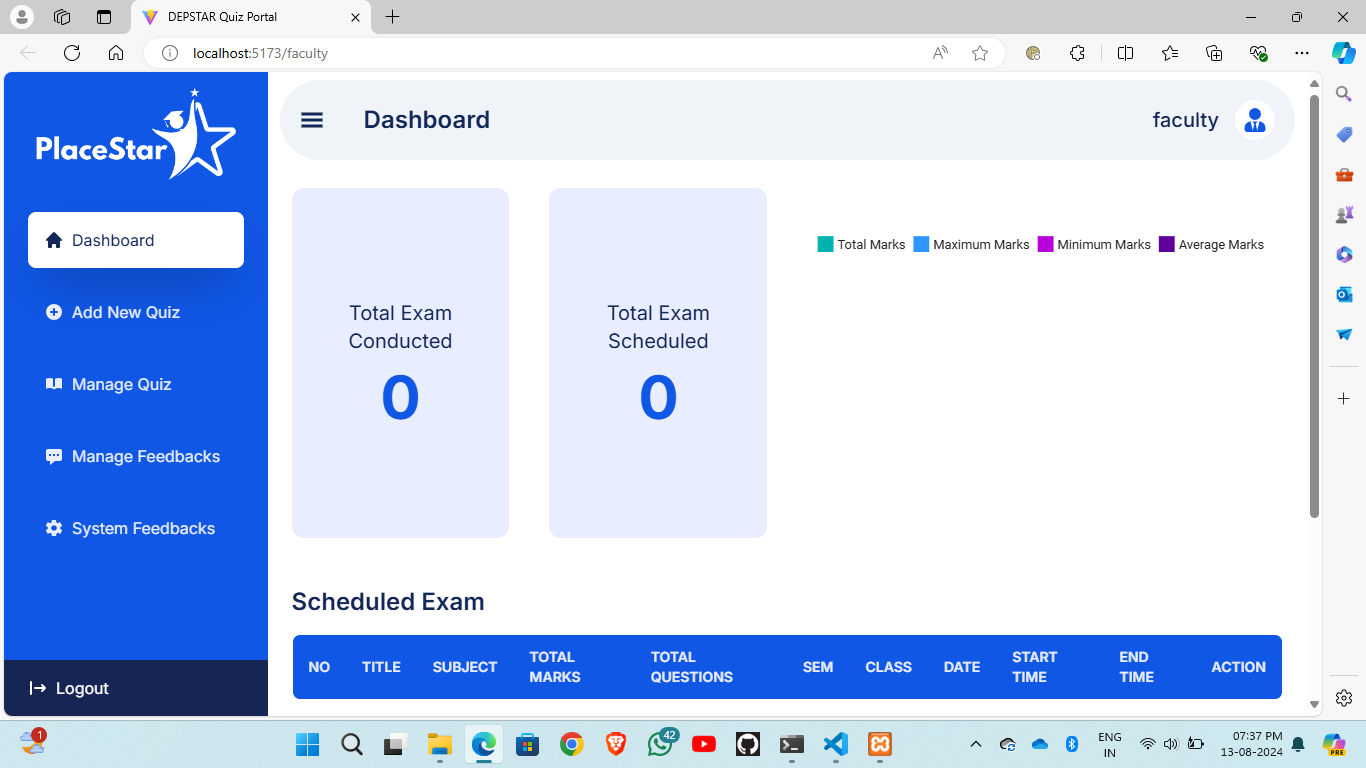 DEPSTAR Quiz Portal
localhost:5173/faculty
PlaceStar
Dashboard
Add New Quiz
Manage Quiz
Manage Feedbacks
System Feedbacks
Logout
Dashboard
faculty
Total Exam
Conducted
0
Total Exam
Scheduled
0
Total Marks Maximum Marks Minimum Marks Average Marks
Scheduled Exam
NO TITLE SUBJECT TOTAL MARKS TOTAL QUESTIONS SEM CLASS DATE START TIME END TIME ACTION
1
42
ENG
IN
07:37 PM
13-08-2024
PRE